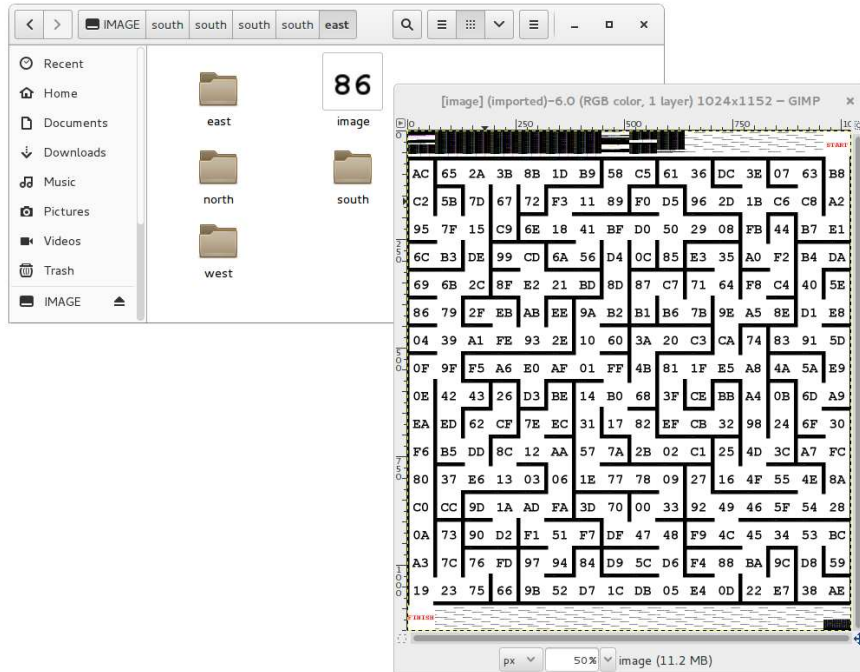 IMAGE south south south south east
Recent
Home
Documents
Downloads
Music
Pictures
Videos
Trash
IMAGE
86
east
image
north
south
west
[image] (imported)-6.0 (RGB color, 1 layer) 1024x1152 – GIMP
0 250 500 750
0
250
500
750
1000
START
AC 65 2A 3B 8B 1D B9 58 C5 61 36 DC 3E 07 63 B8
C2 5B 7D 67 72 F3 11 89 F0 D5 96 2D 1B C6 C8 A2
95 7F 15 C9 6E 18 41 BF D0 50 29 08 FB 44 B7 E1
6C B3 DE 99 CD 6A 56 D4 0C 85 E3 35 A0 F2 B4 DA
69 6B 2C 8F E2 21 BD 8D 87 C7 71 64 F8 C4 40 5E
86 79 2F EB AB EE 9A B2 B1 B6 7B 9E A5 8E D1 E8
04 39 A1 FE 93 2E 10 60 3A 20 C3 CA 74 83 91 5D
0F 9F F5 A6 E0 AF 01 FF 4B 81 1F E5 A8 4A 5A E9
0E 42 43 26 D3 BE 14 B0 68 3F CE BB A4 0B 6D A9
EA ED 62 CF 7E EC 31 17 82 EF CB 32 98 24 6F 30
F6 B5 DD 8C 12 AA 57 7A 2B 02 C1 25 4D 3C A7 FC
80 37 E6 13 03 06 1E 77 78 09 27 16 4F 55 4E 8A
C0 CC 9D 1A AD FA 3D 70 00 33 92 49 46 5F 54 28
0A 73 90 D2 F1 51 F7 DF 47 48 F9 4C 45 34 53 BC
A3 7C 76 FD 97 94 84 D9 5C D6 F4 88 BA 9C D8 59
19 23 75 66 9B 52 D7 1C DB 05 E4 0D 22 E7 38 AE
FINISH
px 50% image (11.2 MB)